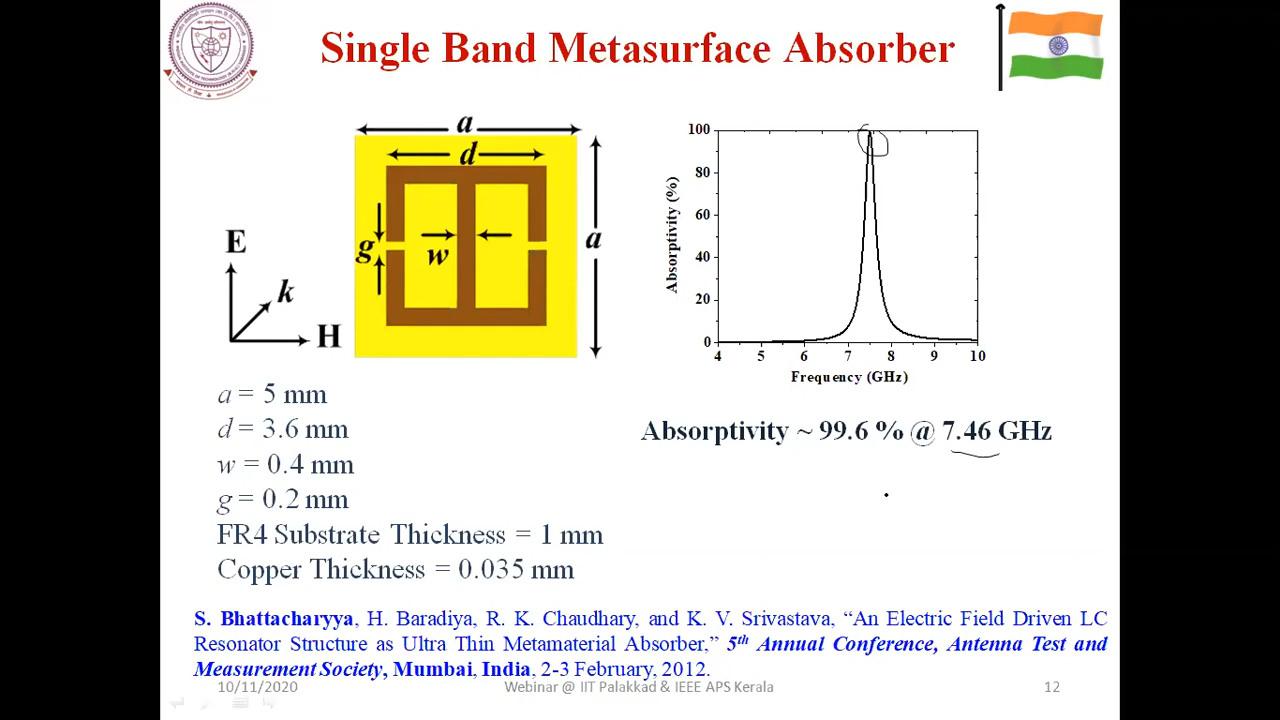 Single Band Metasurface Absorber
a
d
g
w
a
E
k
H
100
80
60
40
20
0
Absorptivity (%)
4 5 6 7 8 9 10
Frequency (GHz)
a = 5 mm
d = 3.6 mm
w = 0.4 mm
g = 0.2 mm
FR4 Substrate Thickness = 1 mm
Copper Thickness = 0.035 mm
Absorptivity ~ 99.6 % @ 7.46 GHz
S. Bhattacharyya, H. Baradiya, R. K. Chaudhary, and K. V. Srivastava, “An Electric Field Driven LC
Resonator Structure as Ultra Thin Metamaterial Absorber,” 5th Annual Conference, Antenna Test and
Measurement Society, Mumbai, India, 2-3 February, 2012.
10/11/2020 Webinar @ IIT Palakkad & IEEE APS Kerala 12